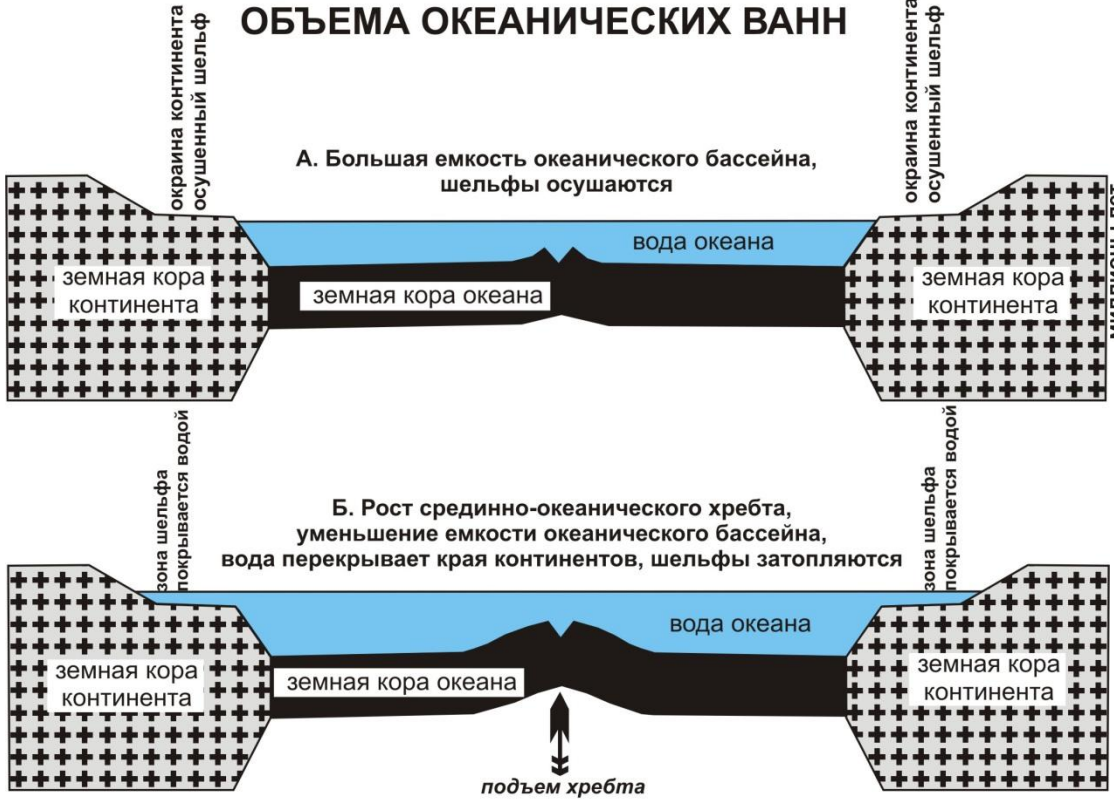 ОБЪЕМА ОКЕАНИЧЕСКИХ ВАНН
окраина континента
осушенный шельф
окраина континента
осушенный шельф
А. Большая емкость океанического бассейна,
шельфы осушаются
вода океана
земная кора
континента
земная кора океана
земная кора
континента
зона шельфа
покрывается водой
зона шельфа
покрывается водой
Б. Рост срединно-океанического хребта,
уменьшение емкости океанического бассейна,
вода перекрывает края континентов, шельфы затопляются
вода океана
земная кора
континента
земная кора океана
земная кора
континента
подъем хребта